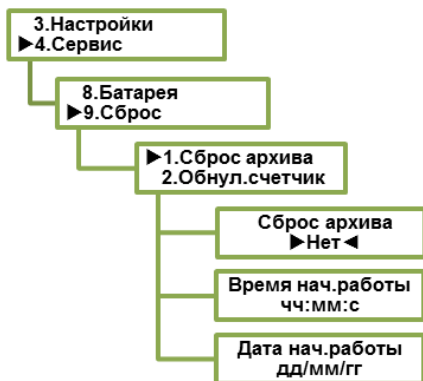 3.Настройки
▶4.Сервис
8.Батарея
▶9.Сброс
▶1.Сброс архива
2.Обнул.счетчик
Сброс архива
▶Нет◀
Время нач.работы
чч:мм:с
Дата нач.работы
дд/мм/гг